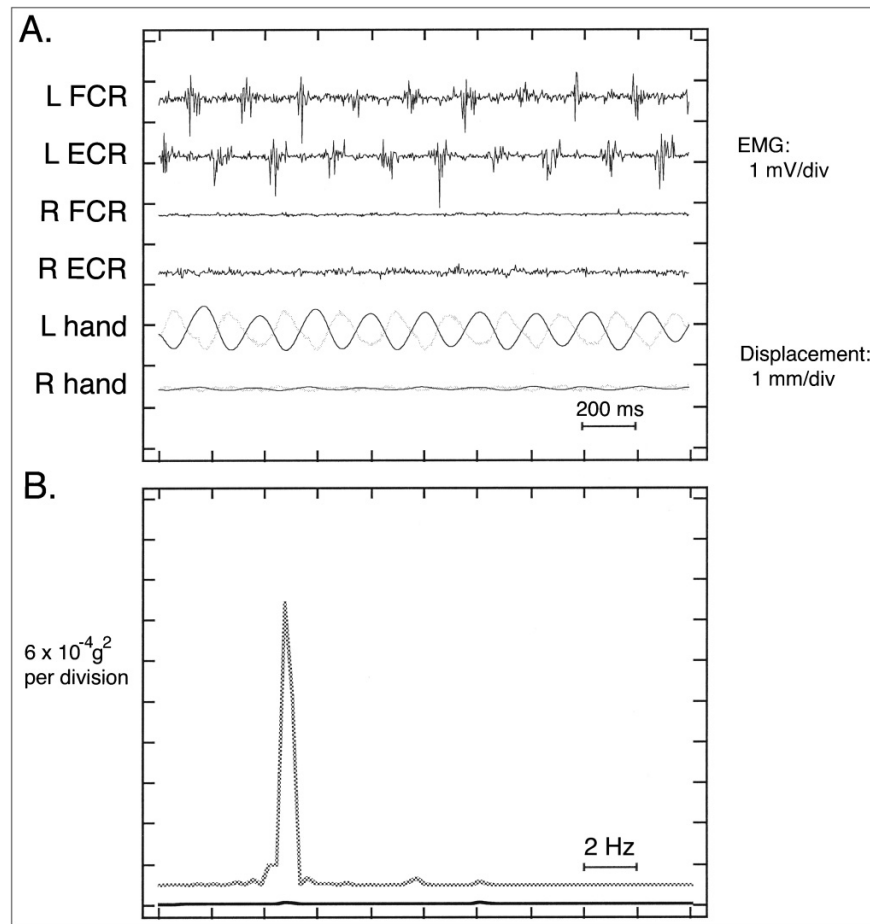 A.
L FCR
L ECR
R FCR
R ECR
L hand
R hand
EMG:
1 mV/div
Displacement:
1 mm/div
200 ms
B.
6 x 10⁻⁴g²
per division
2 Hz